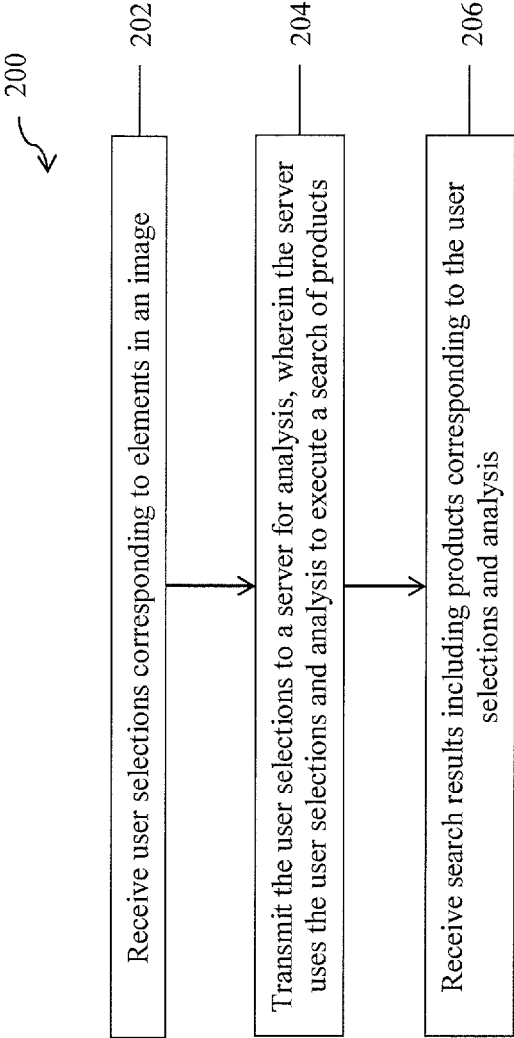 200
Receive user selections corresponding to elements in an image
202
Transmit the user selections to a server for analysis, wherein the server
uses the user selections and analysis to execute a search of products
204
Receive search results including products corresponding to the user
selections and analysis
206